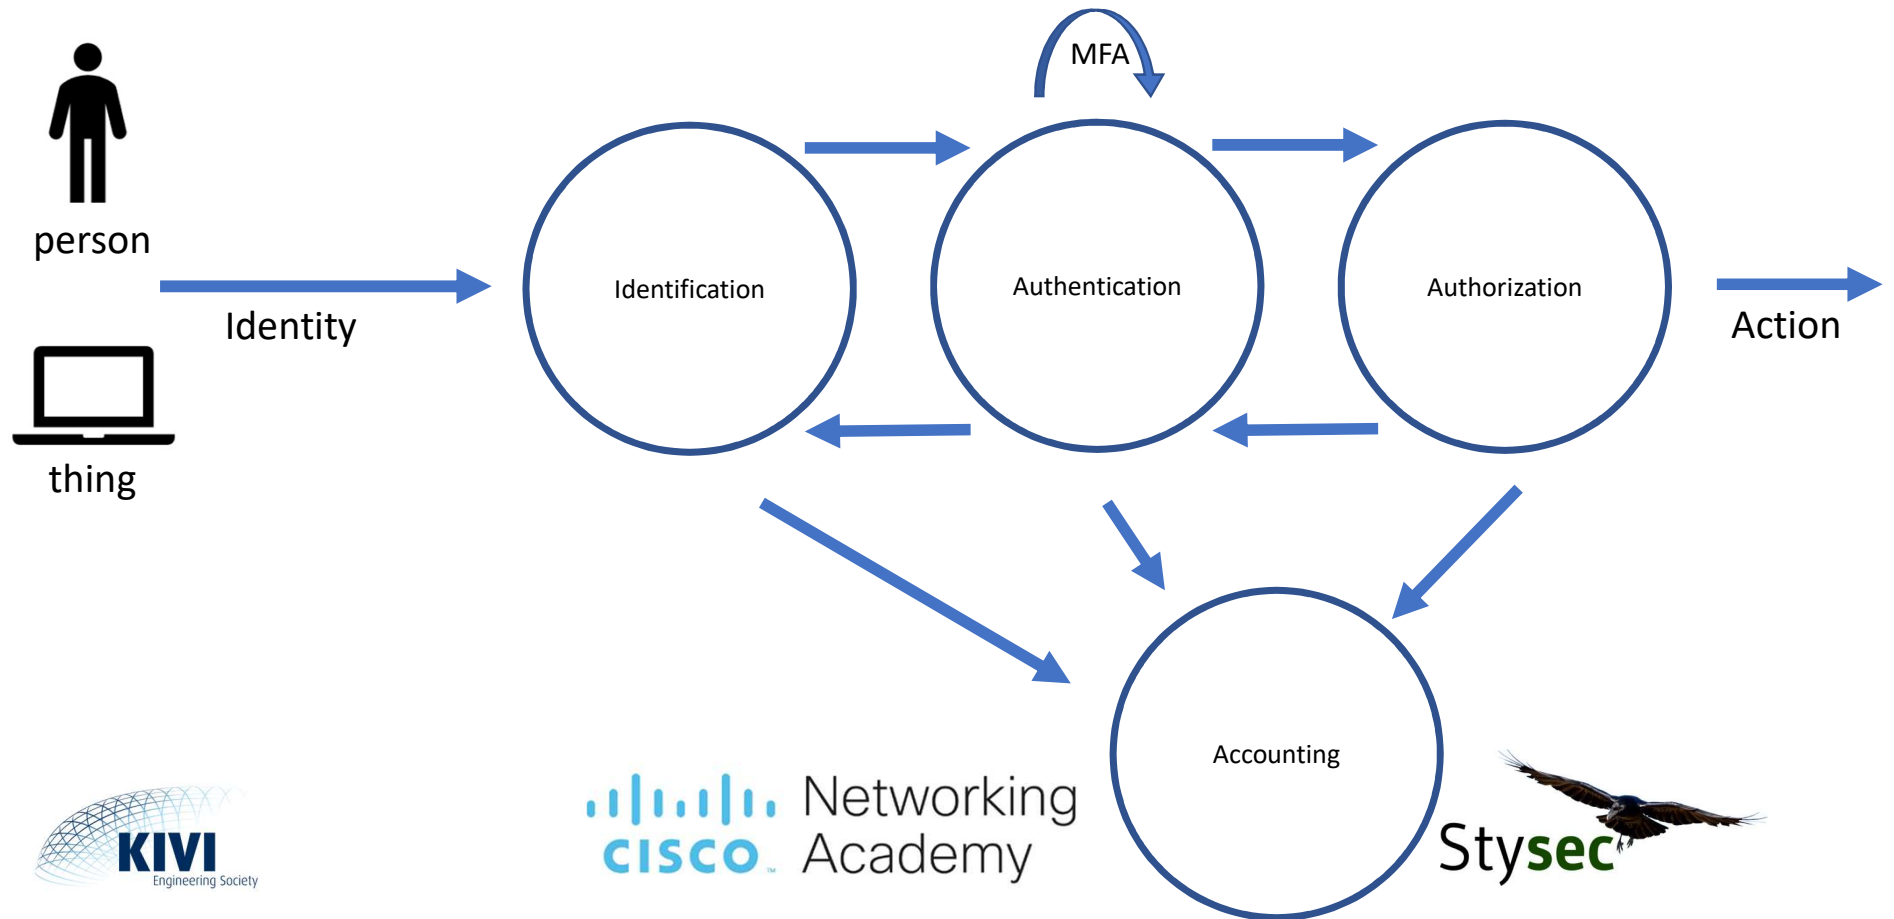 MFA
person
Identity
thing
Identification
Authentication
Authorization
Action
Accounting
KIVI
Engineering Society
CISCO
Networking
Academy
Stysec